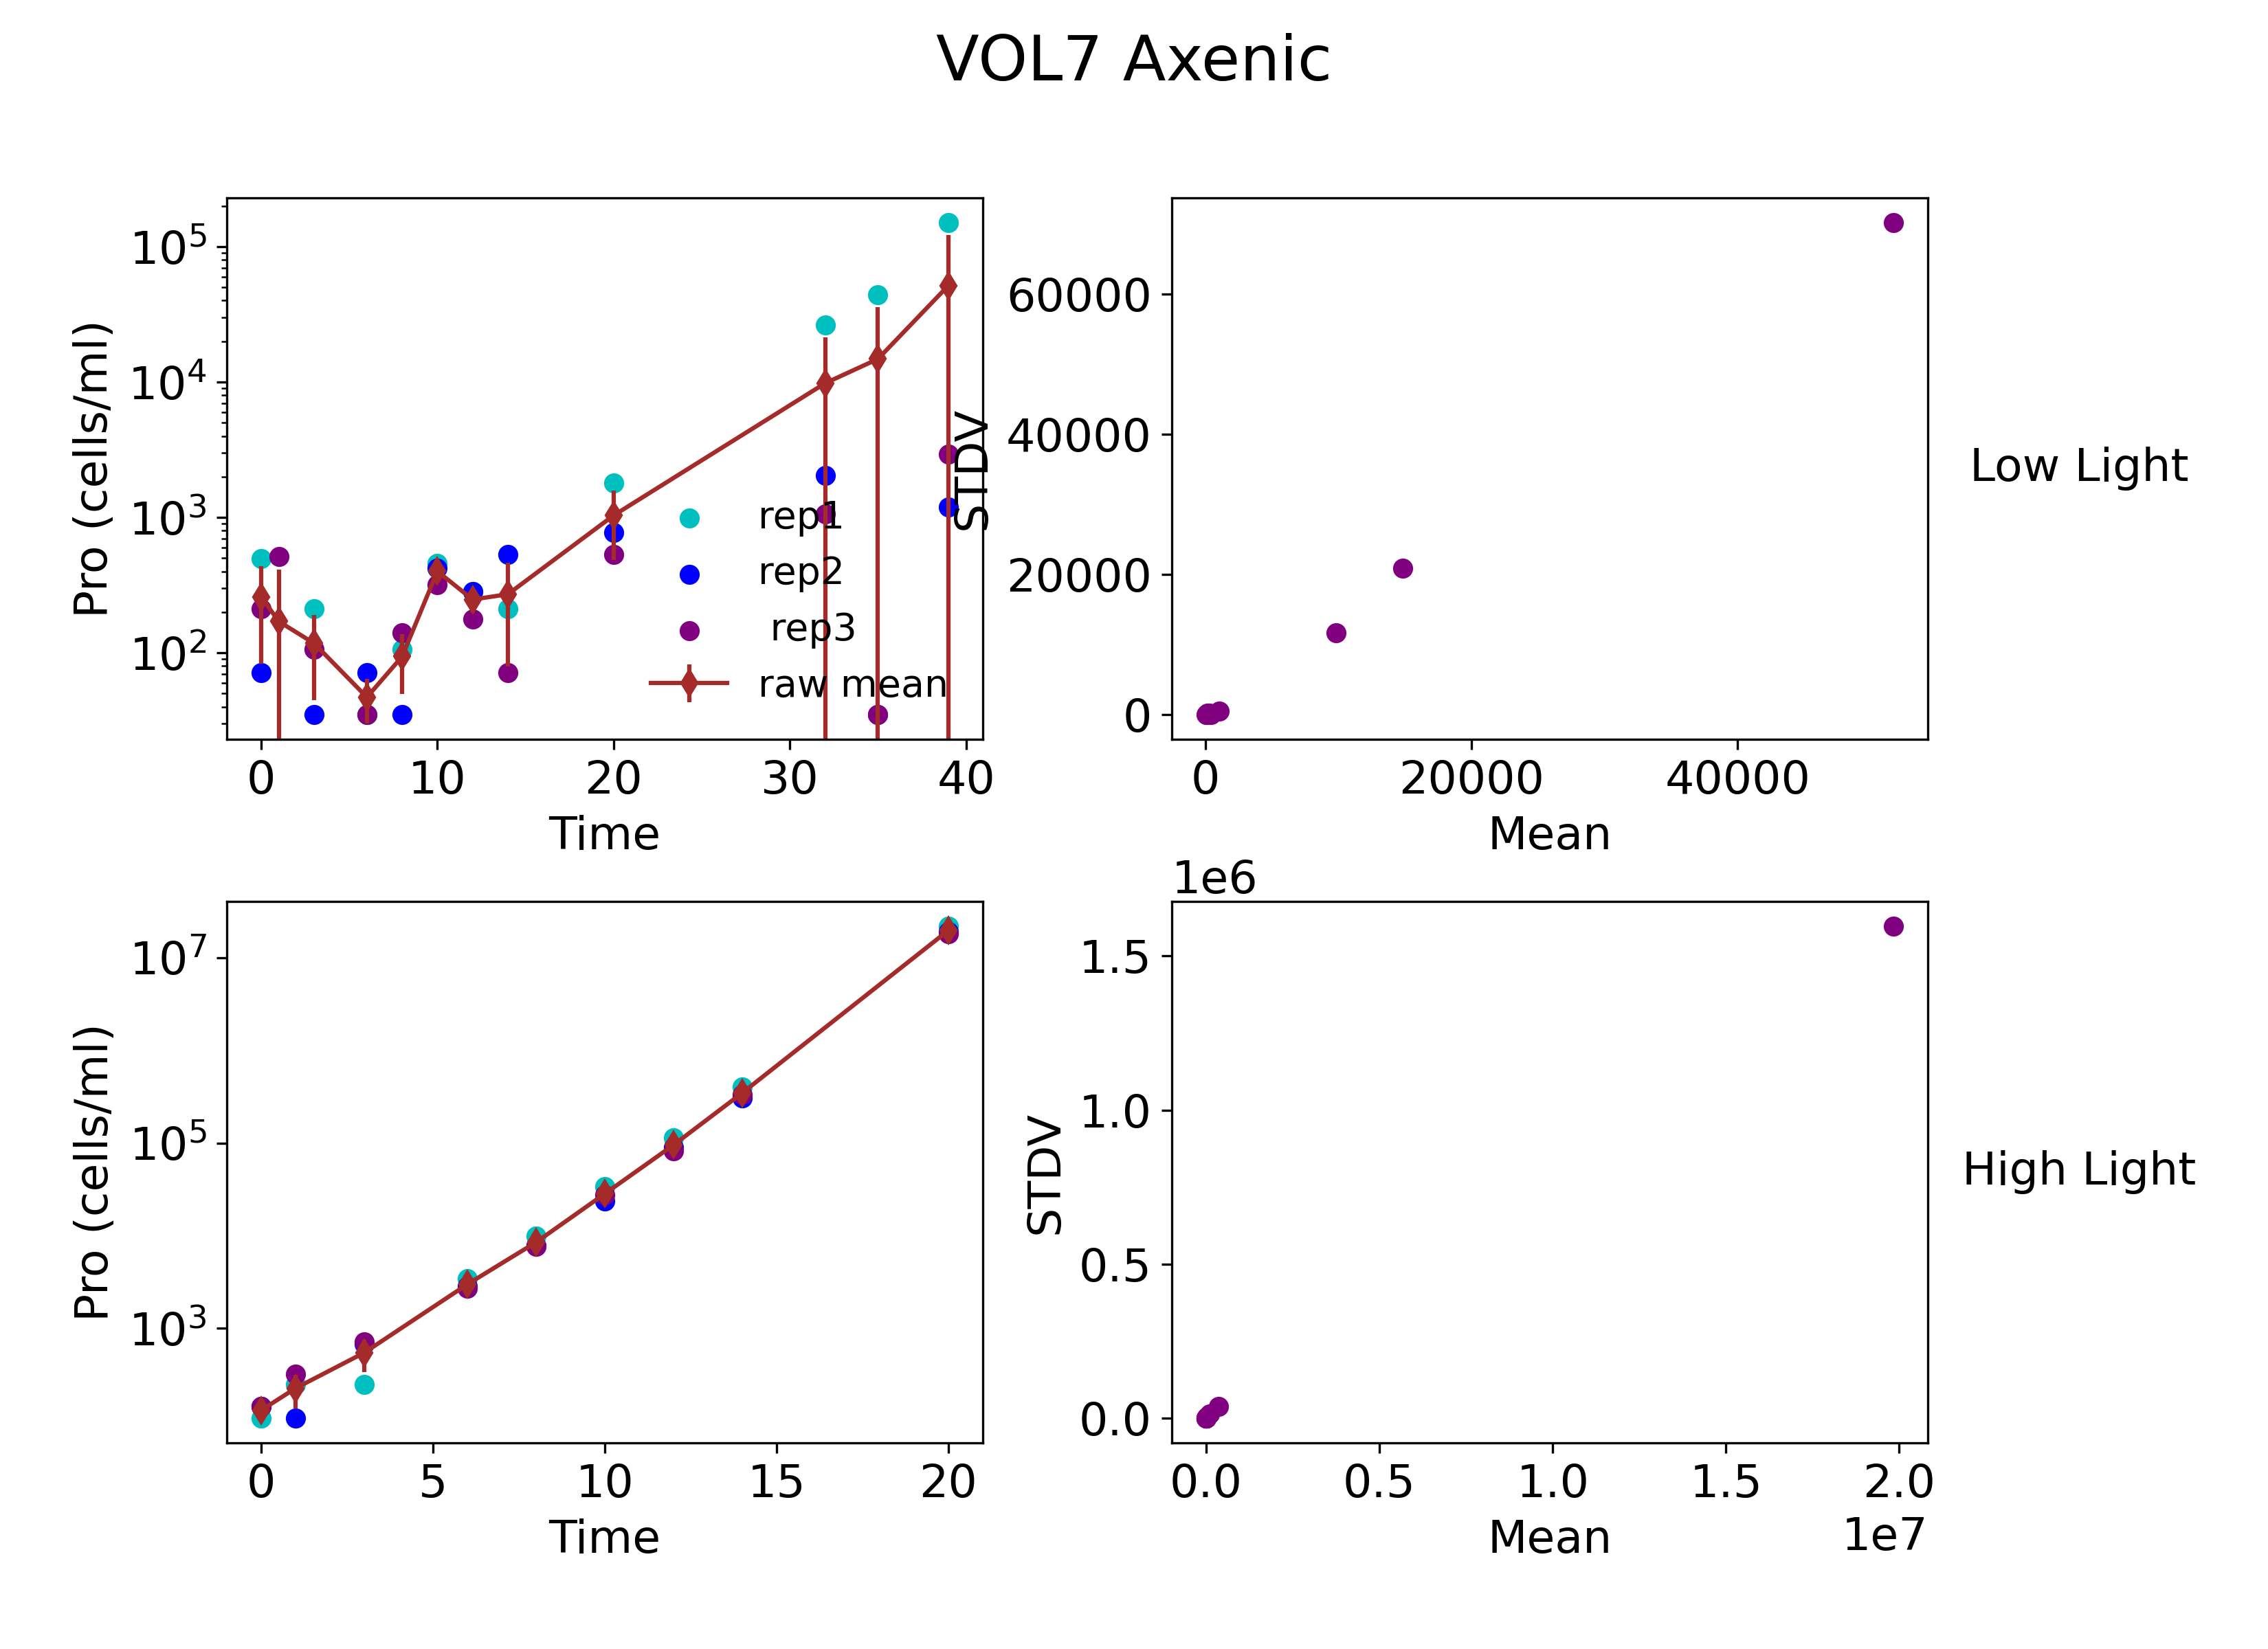 VOL7 Axenic
Pro (cells/ml)
10^5
10^4
10^3
10^2
0 10 20 30 40
Time
rep1
rep2
rep3
raw mean
STDV
60000
40000
20000
0
0 20000 40000
Mean
Low Light
Pro (cells/ml)
10^7
10^5
10^3
0 5 10 15 20
Time
1e6
STDV
1.5
1.0
0.5
0.0
0.0 0.5 1.0 1.5 2.0
Mean
1e7
High Light